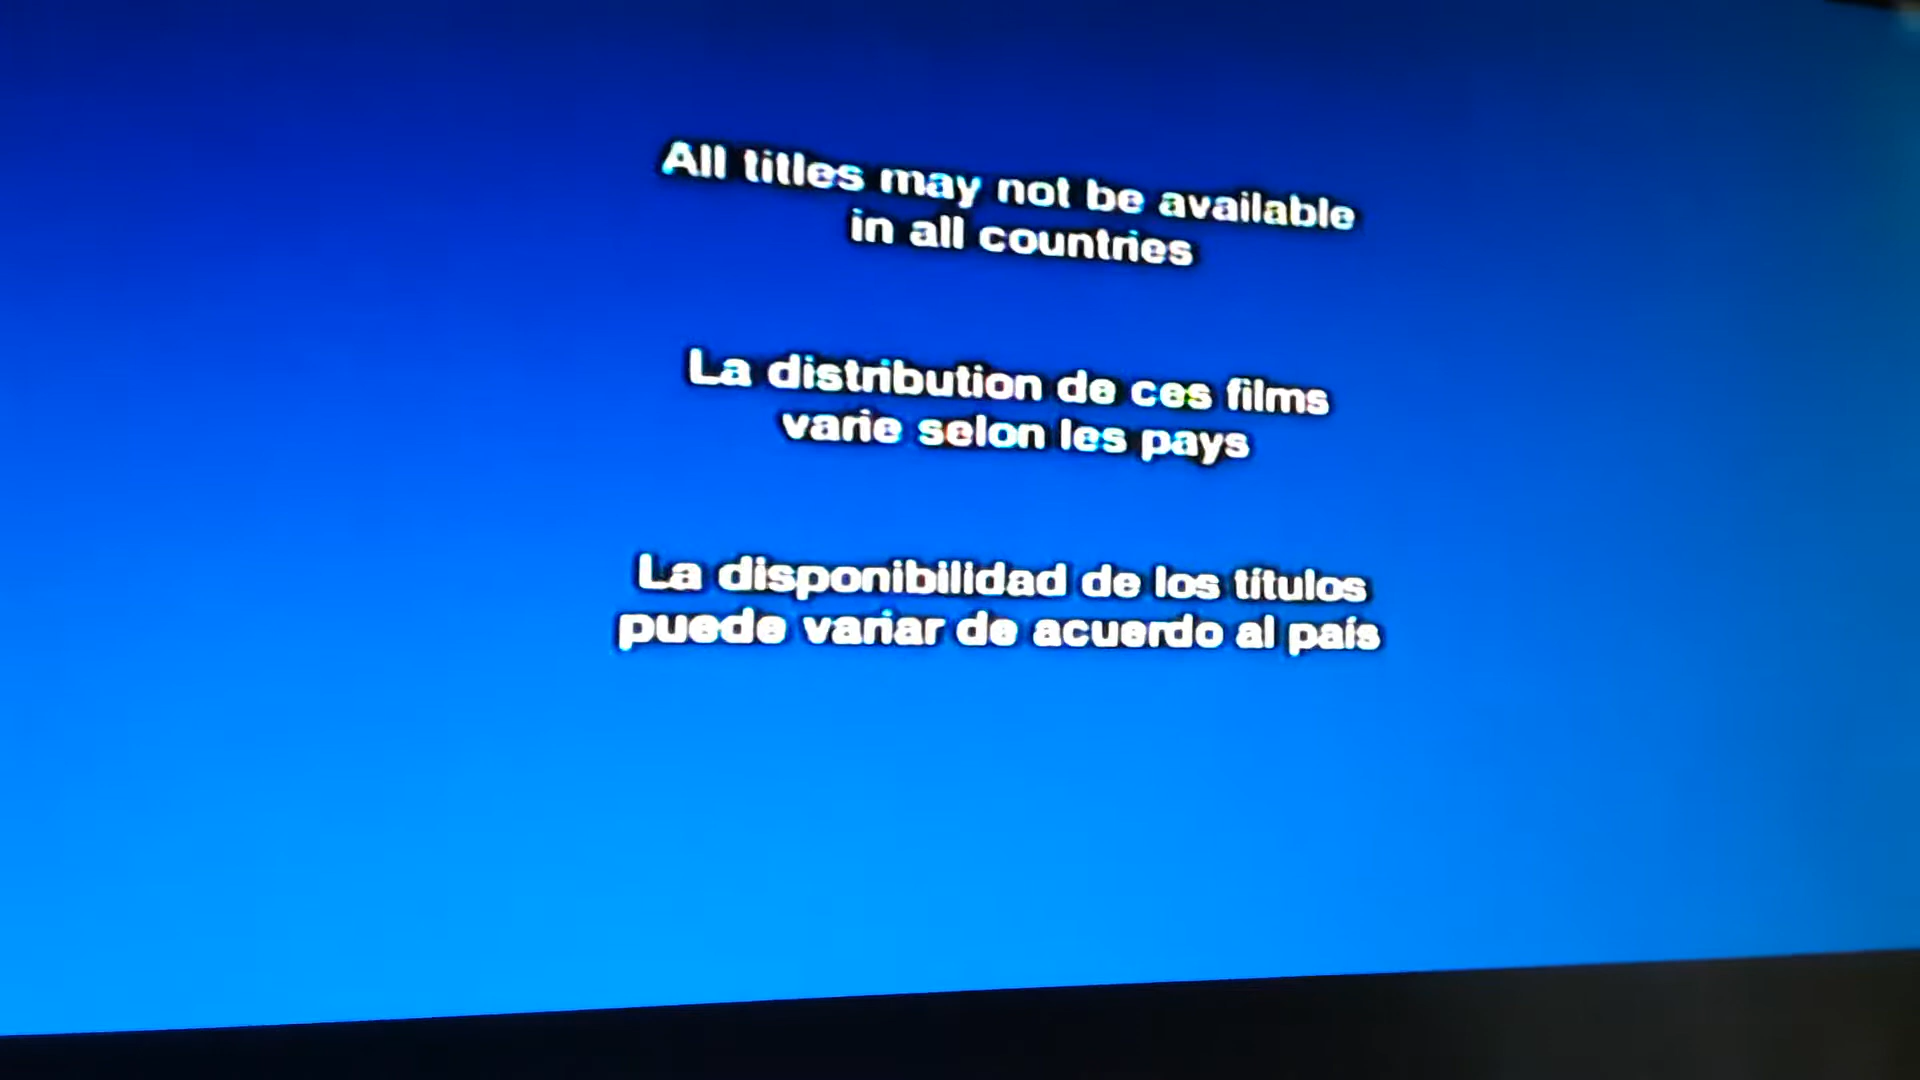 All titles may not be available
in all countries
La distribution de ces films
varie selon les pays
La disponibilidad de los títulos
puede variar de acuerdo al país